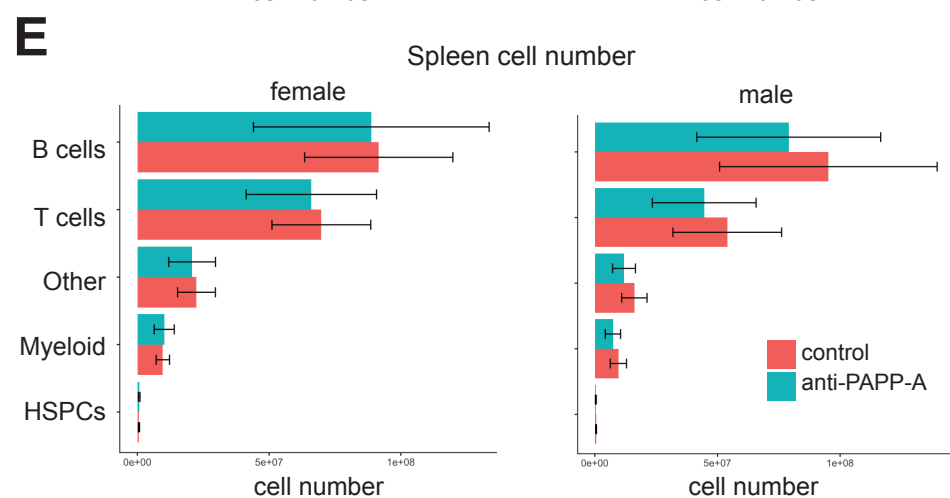 E
Spleen cell number
female
male
B cells
T cells
Other
Myeloid
HSPCs
control
anti-PAPP-A
0e+00 5e+07 1e+08
0e+00 5e+07 1e+08
cell number
cell number